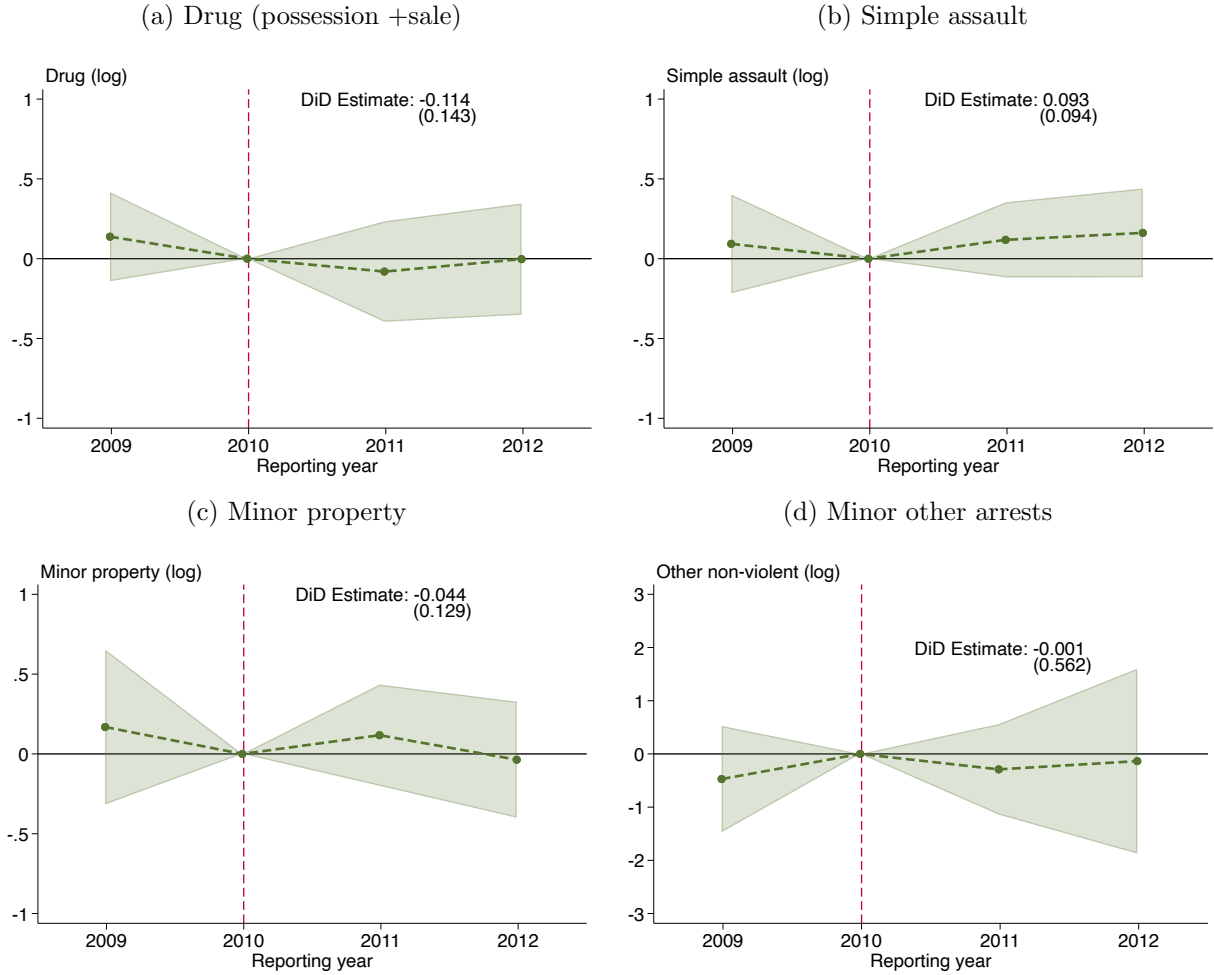 (a) Drug (possession +sale)
Drug (log)
DiD Estimate: -0.114
(0.143)
1
.5
0
-.5
-1
2009 2010 2011 2012
Reporting year
(b) Simple assault
Simple assault (log)
DiD Estimate: 0.093
(0.094)
1
.5
0
-.5
-1
2009 2010 2011 2012
Reporting year
(c) Minor property
Minor property (log)
DiD Estimate: -0.044
(0.129)
1
.5
0
-.5
-1
2009 2010 2011 2012
Reporting year
(d) Minor other arrests
Other non-violent (log)
DiD Estimate: -0.001
(0.562)
3
2
1
0
-1
-2
-3
2009 2010 2011 2012
Reporting year